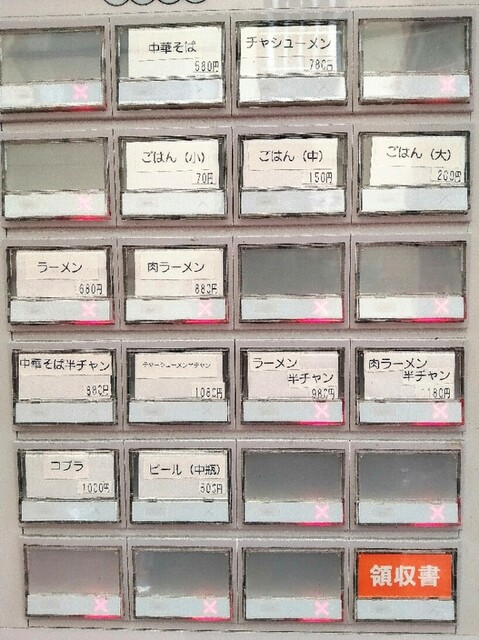 中華そば
580円
チャシューメン
780円
ごはん（小）
70円
ごはん（中）
150円
ごはん（大）
200円
ラーメン
680円
肉ラーメン
880円
中華そば半チャン
880円
チャーシューメン半チャン
1080円
ラーメン
半チャン
980円
肉ラーメン
半チャン
1180円
コブラ
1000円
ビール（中瓶）
600円
領収書